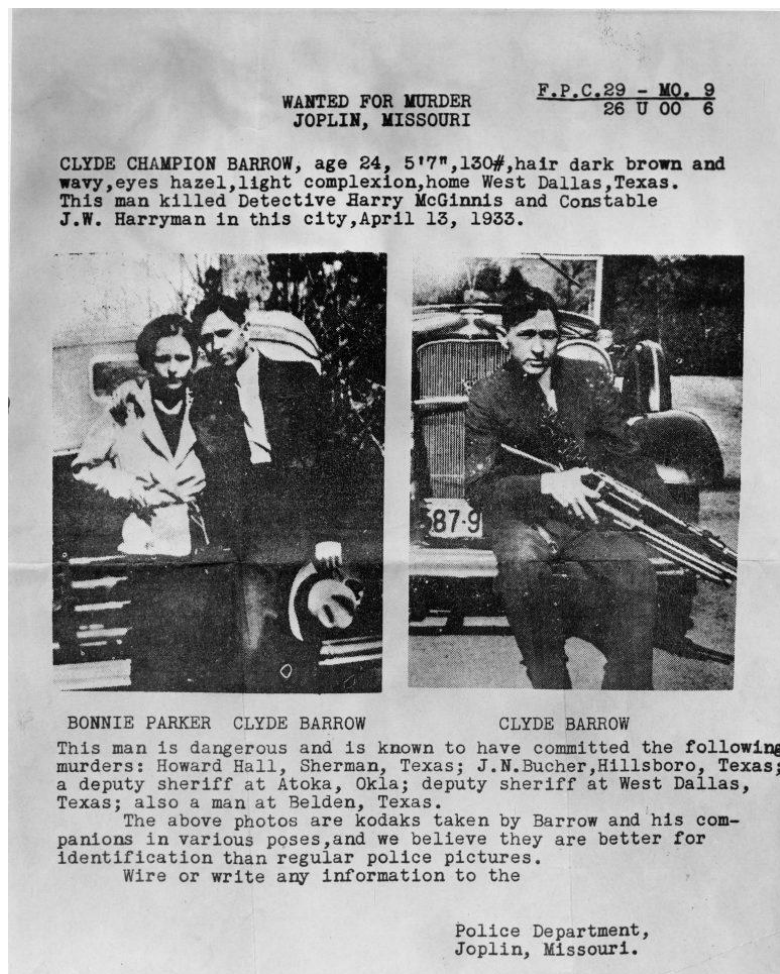 F.P.C.29 - MO. 9
26 U 00 6
WANTED FOR MURDER
JOPLIN, MISSOURI
CLYDE CHAMPION BARROW, age 24, 5'7",130#,hair dark brown and
wavy,eyes hazel,light complexion,home West Dallas,Texas.
This man killed Detective Harry McGinnis and Constable
J.W. Harryman in this city,April 13, 1933.
587-9
BONNIE PARKER CLYDE BARROW
CLYDE BARROW
This man is dangerous and is known to have committed the following
murders: Howard Hall, Sherman, Texas; J.N.Bucher,Hillsboro, Texas;
a deputy sheriff at Atoka, Okla; deputy sheriff at West Dallas,
Texas; also a man at Belden, Texas.
The above photos are kodaks taken by Barrow and his com-
panions in various poses,and we believe they are better for
identification than regular police pictures.
Wire or write any information to the
Police Department,
Joplin, Missouri.